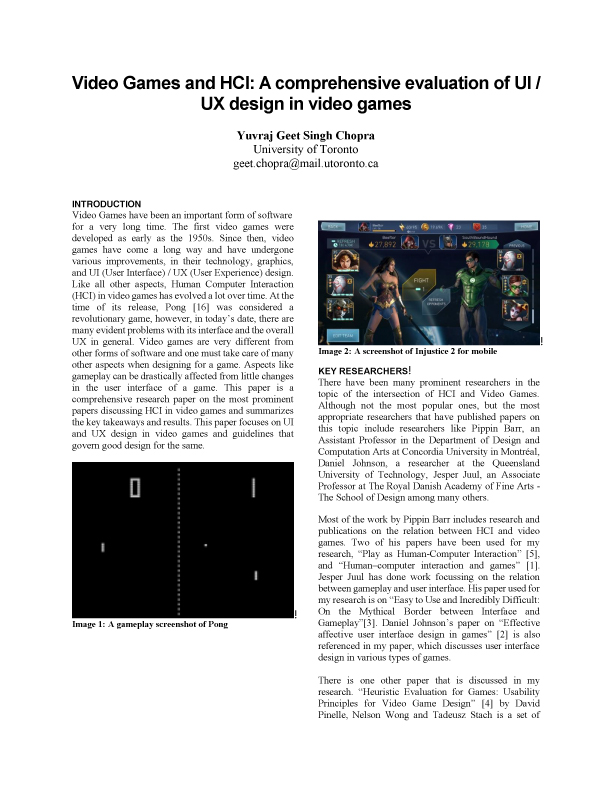 Video Games and HCI: A comprehensive evaluation of UI /
UX design in video games
Yuvraj Geet Singh Chopra
University of Toronto
geet.chopra@mail.utoronto.ca
INTRODUCTION
Video Games have been an important form of software
for a very long time. The first video games were
developed as early as the 1950s. Since then, video
games have come a long way and have undergone
various improvements, in their technology, graphics,
and UI (User Interface) / UX (User Experience) design.
Like all other aspects, Human Computer Interaction
(HCI) in video games has evolved a lot over time. At the
time of its release, Pong [16] was considered a
revolutionary game, however, in today's date, there are
many evident problems with its interface and the overall
UX in general. Video games are very different from
other forms of software and one must take care of many
other aspects when designing for a game. Aspects like
gameplay can be drastically affected from little changes
in the user interface of a game. This paper is a
comprehensive research paper on the most prominent
papers discussing HCI in video games and summarizes
the key takeaways and results. This paper focuses on UI
and UX design in video games and guidelines that
govern good design for the same.
0 1
!
Image 1: A gameplay screenshot of Pong
27,892
VS
29,178
FIGHT
REFRESH
OPPONENTS
EDIT TEAM
!
Image 2: A screenshot of Injustice 2 for mobile
KEY RESEARCHERS!
There have been many prominent researchers in the
topic of the intersection of HCI and Video Games.
Although not the most popular ones, but the most
appropriate researchers that have published papers on
this topic include researchers like Pippin Barr, an
Assistant Professor in the Department of Design and
Computation Arts at Concordia University in Montréal,
Daniel Johnson, a researcher at the Queensland
University of Technology, Jesper Juul, an Associate
Professor at The Royal Danish Academy of Fine Arts -
The School of Design among many others.
Most of the work by Pippin Barr includes research and
publications on the relation between HCI and video
games. Two of his papers have been used for my
research, “Play as Human-Computer Interaction” [5],
and “Human–computer interaction and games” [1].
Jesper Juul has done work focussing on the relation
between gameplay and user interface. His paper used for
my research is on “Easy to Use and Incredibly Difficult:
On the Mythical Border between Interface and
Gameplay”[3]. Daniel Johnson’s paper on “Effective
affective user interface design in games” [2] is also
referenced in my paper, which discusses user interface
design in various types of games.
There is one other paper that is discussed in my
research. “Heuristic Evaluation for Games: Usability
Principles for Video Game Design” [4] by David
Pinelle, Nelson Wong and Tadeusz Stach is a set of